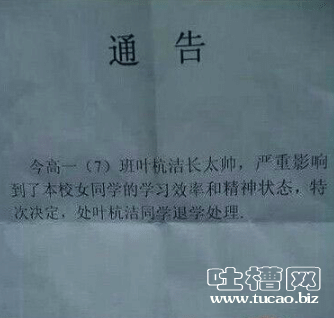 通 告
今高一（7）班叶杭洁长太帅，严重影响
到了本校女同学的学习效率和精神状态，特
次决定，处叶杭洁同学退学处理.
吐槽网
www.tucao.biz